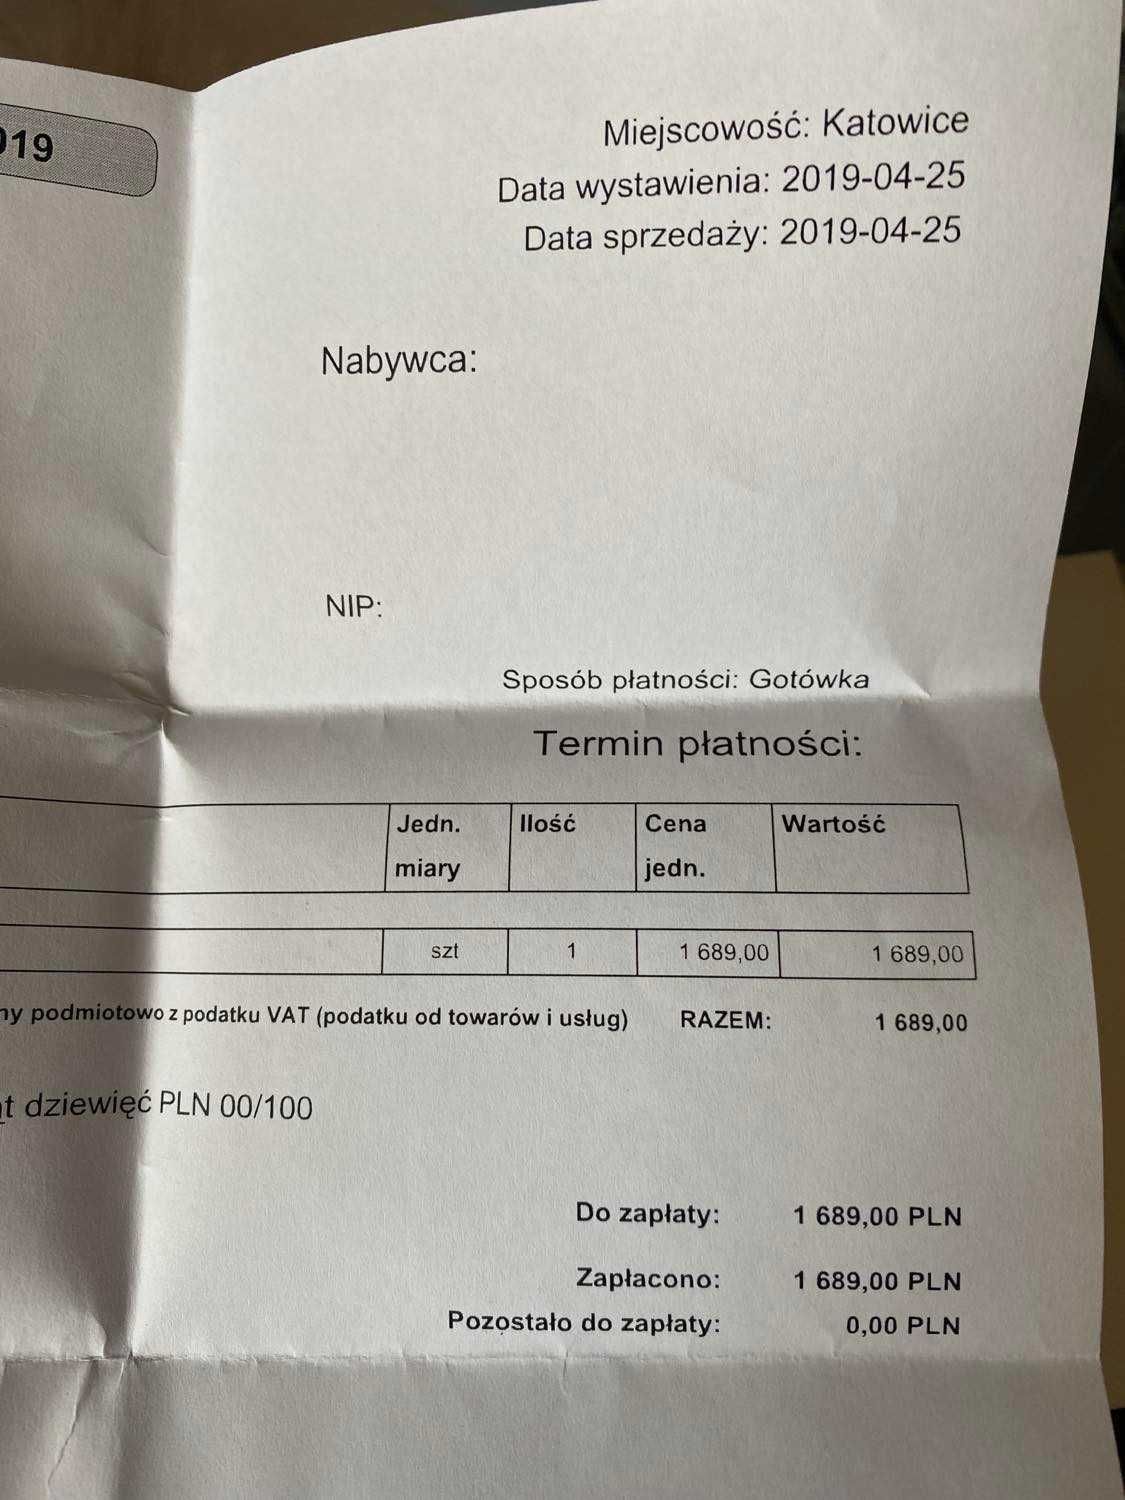 019
Miejscowość: Katowice
Data wystawienia: 2019-04-25
Data sprzedaży: 2019-04-25
Nabywca:
NIP:
Sposób płatności: Gotówka
Termin płatności:
Jedn. miary Ilość Cena jedn. Wartość
szt 1 1 689,00 1 689,00
podmiotowo z podatku VAT (podatku od towarów i usług) RAZEM: 1 689,00
dziewięć PLN 00/100
Do zapłaty: 1 689,00 PLN
Zapłacono: 1 689,00 PLN
Pozostało do zapłaty: 0,00 PLN